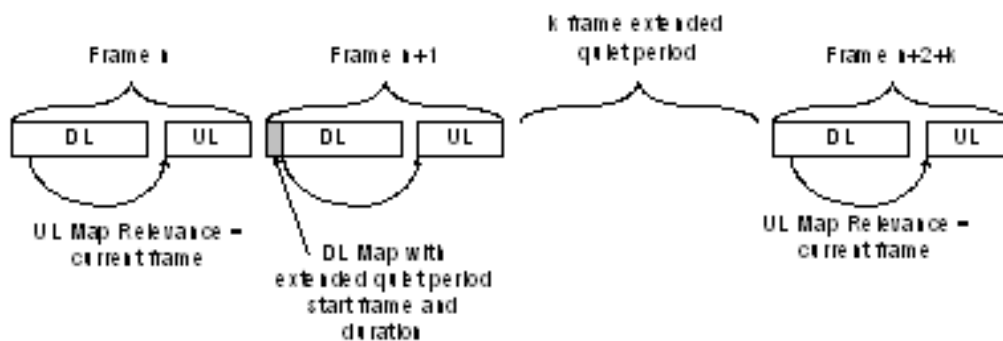 k frame extended
quiet period
Frame n
Frame n+1
Frame n+2+k
DL
UL
DL
UL
DL
UL
UL Map Relevance =
current frame
DL Map with
extended quiet period
start frame and
duration
UL Map Relevance =
current frame